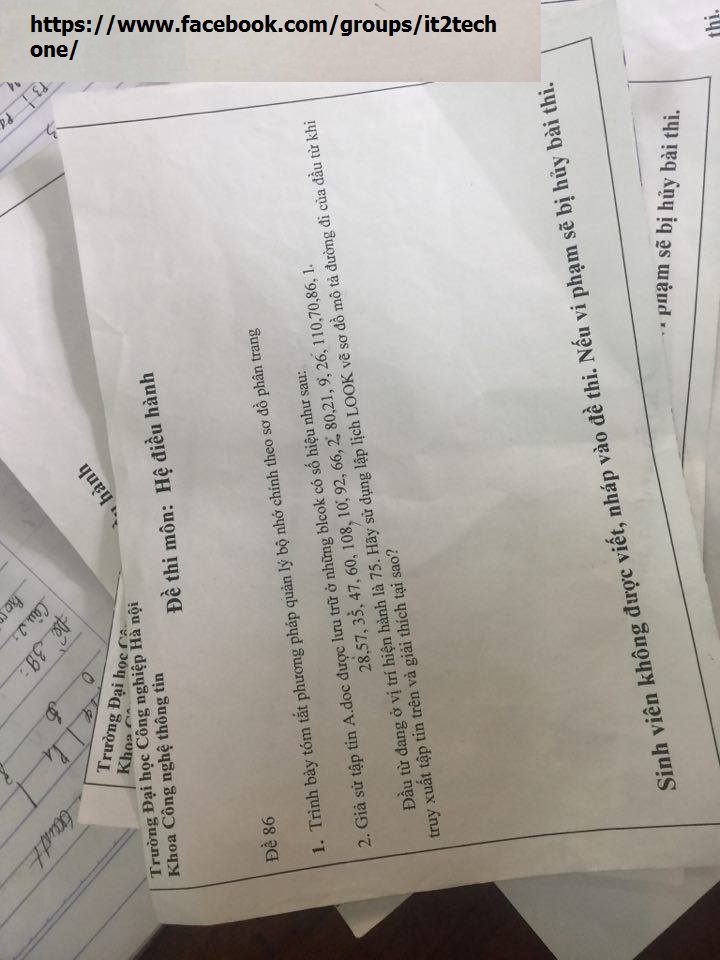 Trường Đại học Cô
Khoa Cô
hành
Trường Đại học Công nghiệp Hà nội
Khoa Công nghệ thông tin
Đề thi môn: Hệ điều hành
Đề 86
1. Trình bày tóm tắt phương pháp quản lý bộ nhớ chính theo sơ đồ phân trang
2. Giả sử tập tin A.doc được lưu trữ ở những blcok có số hiệu như sau:
28,57, 35, 47, 60, 108, 10, 92, 66, 2, 80,21, 9, 26, 110,70,86, 1.
Đầu từ đang ở vị trí hiện hành là 75. Hãy sử dụng lập lịch LOOK vẽ sơ đồ mô tả đường đi của đầu từ khi
truy xuất tập tin trên và giải thích tại sao?
Sinh viên không được viết, nháp vào đề thi. Nếu vi phạm sẽ bị hủy bài thi.
vi phạm sẽ bị hủy bài thi.
thi.
https://www.facebook.com/groups/it2tech
one/